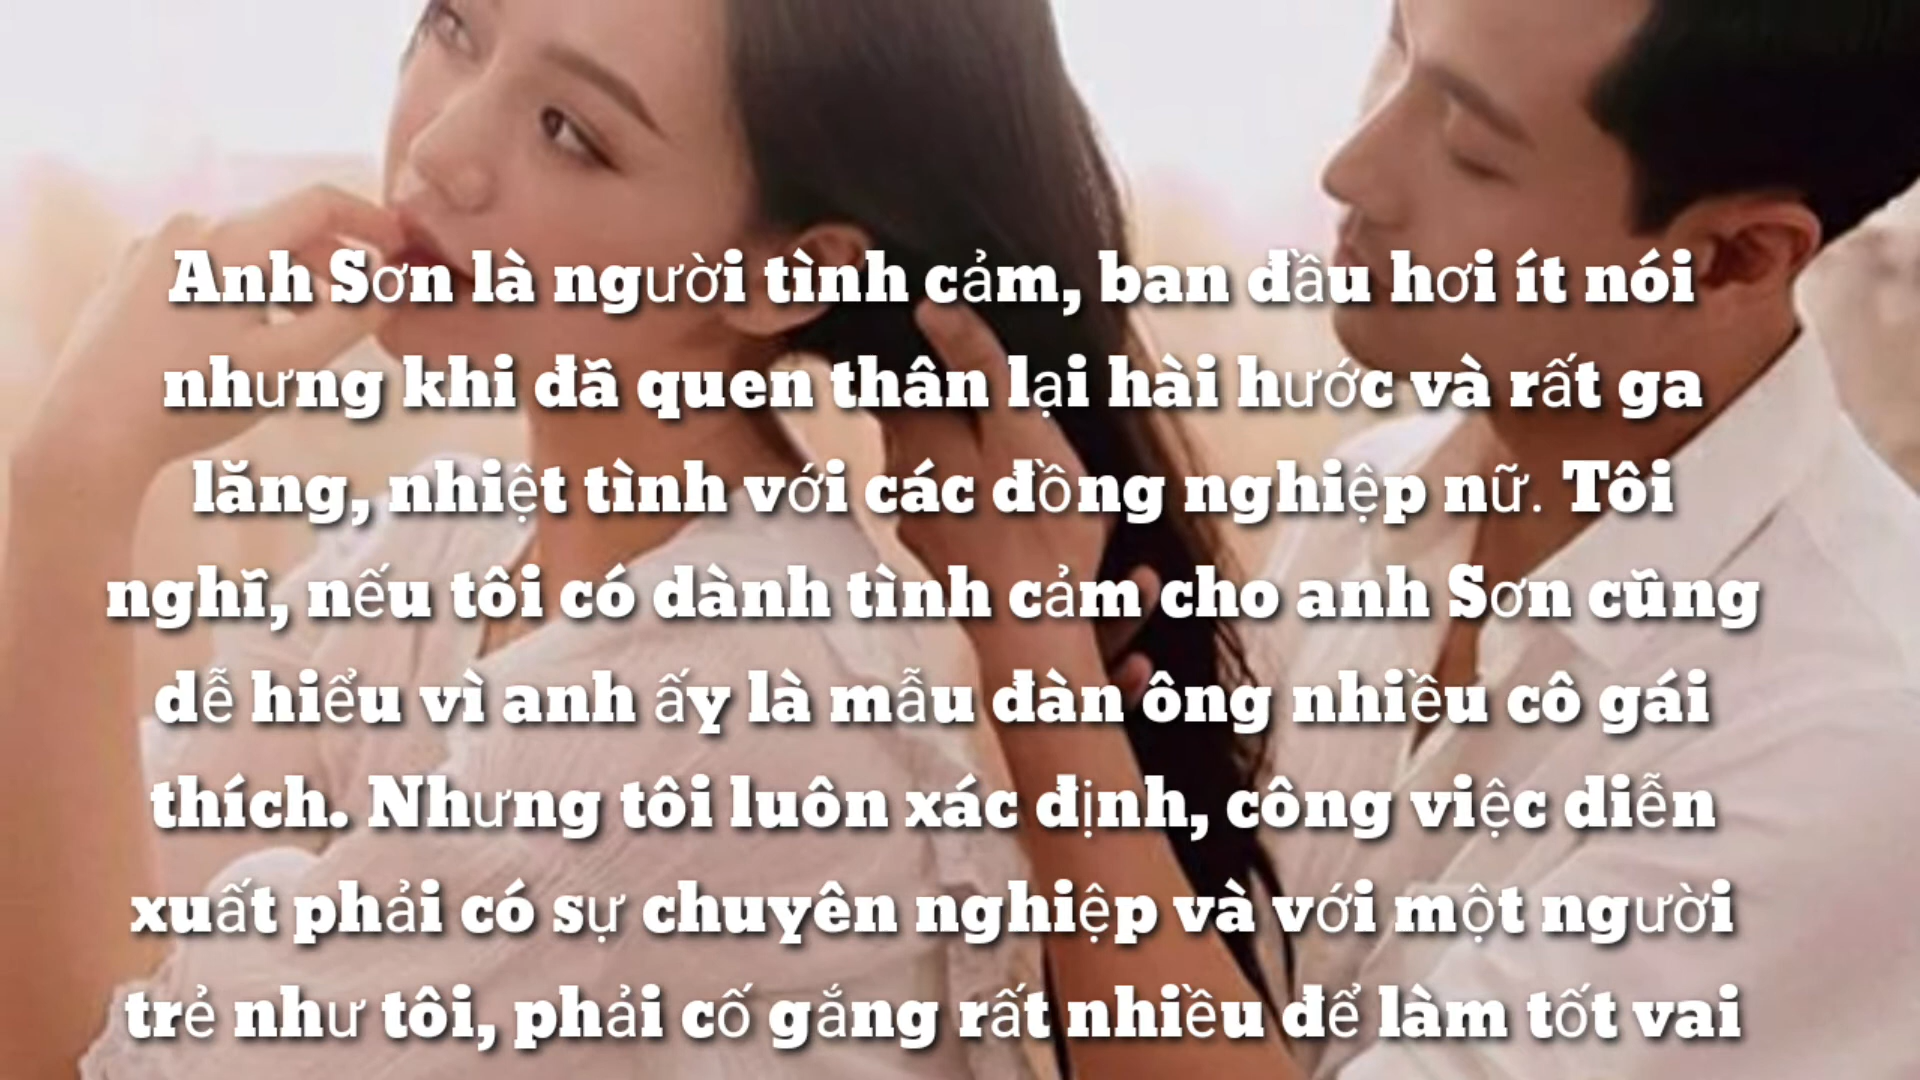 Anh Sơn là người tình cảm, ban đầu hơi ít nói
nhưng khi đã quen thân lại hài hước và rất ga
lăng, nhiệt tình với các đồng nghiệp nữ. Tôi
nghĩ, nếu tôi có dành tình cảm cho anh Sơn cũng
dễ hiểu vì anh ấy là mẫu đàn ông nhiều cô gái
thích. Nhưng tôi luôn xác định, công việc diễn
xuất phải có sự chuyên nghiệp và với một người
trẻ như tôi, phải cố gắng rất nhiều để làm tốt vai